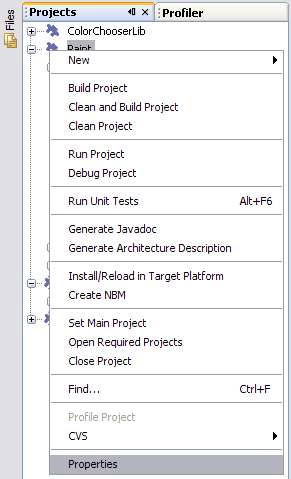 Files
Projects
Profiler
ColorChooserLib
Paint
New
Build Project
Clean and Build Project
Clean Project
Run Project
Debug Project
Run Unit Tests Alt+F6
Generate Javadoc
Generate Architecture Description
Install/Reload in Target Platform
Create NBM
Set Main Project
Open Required Projects
Close Project
Find... Ctrl+F
Profile Project
CVS
Properties